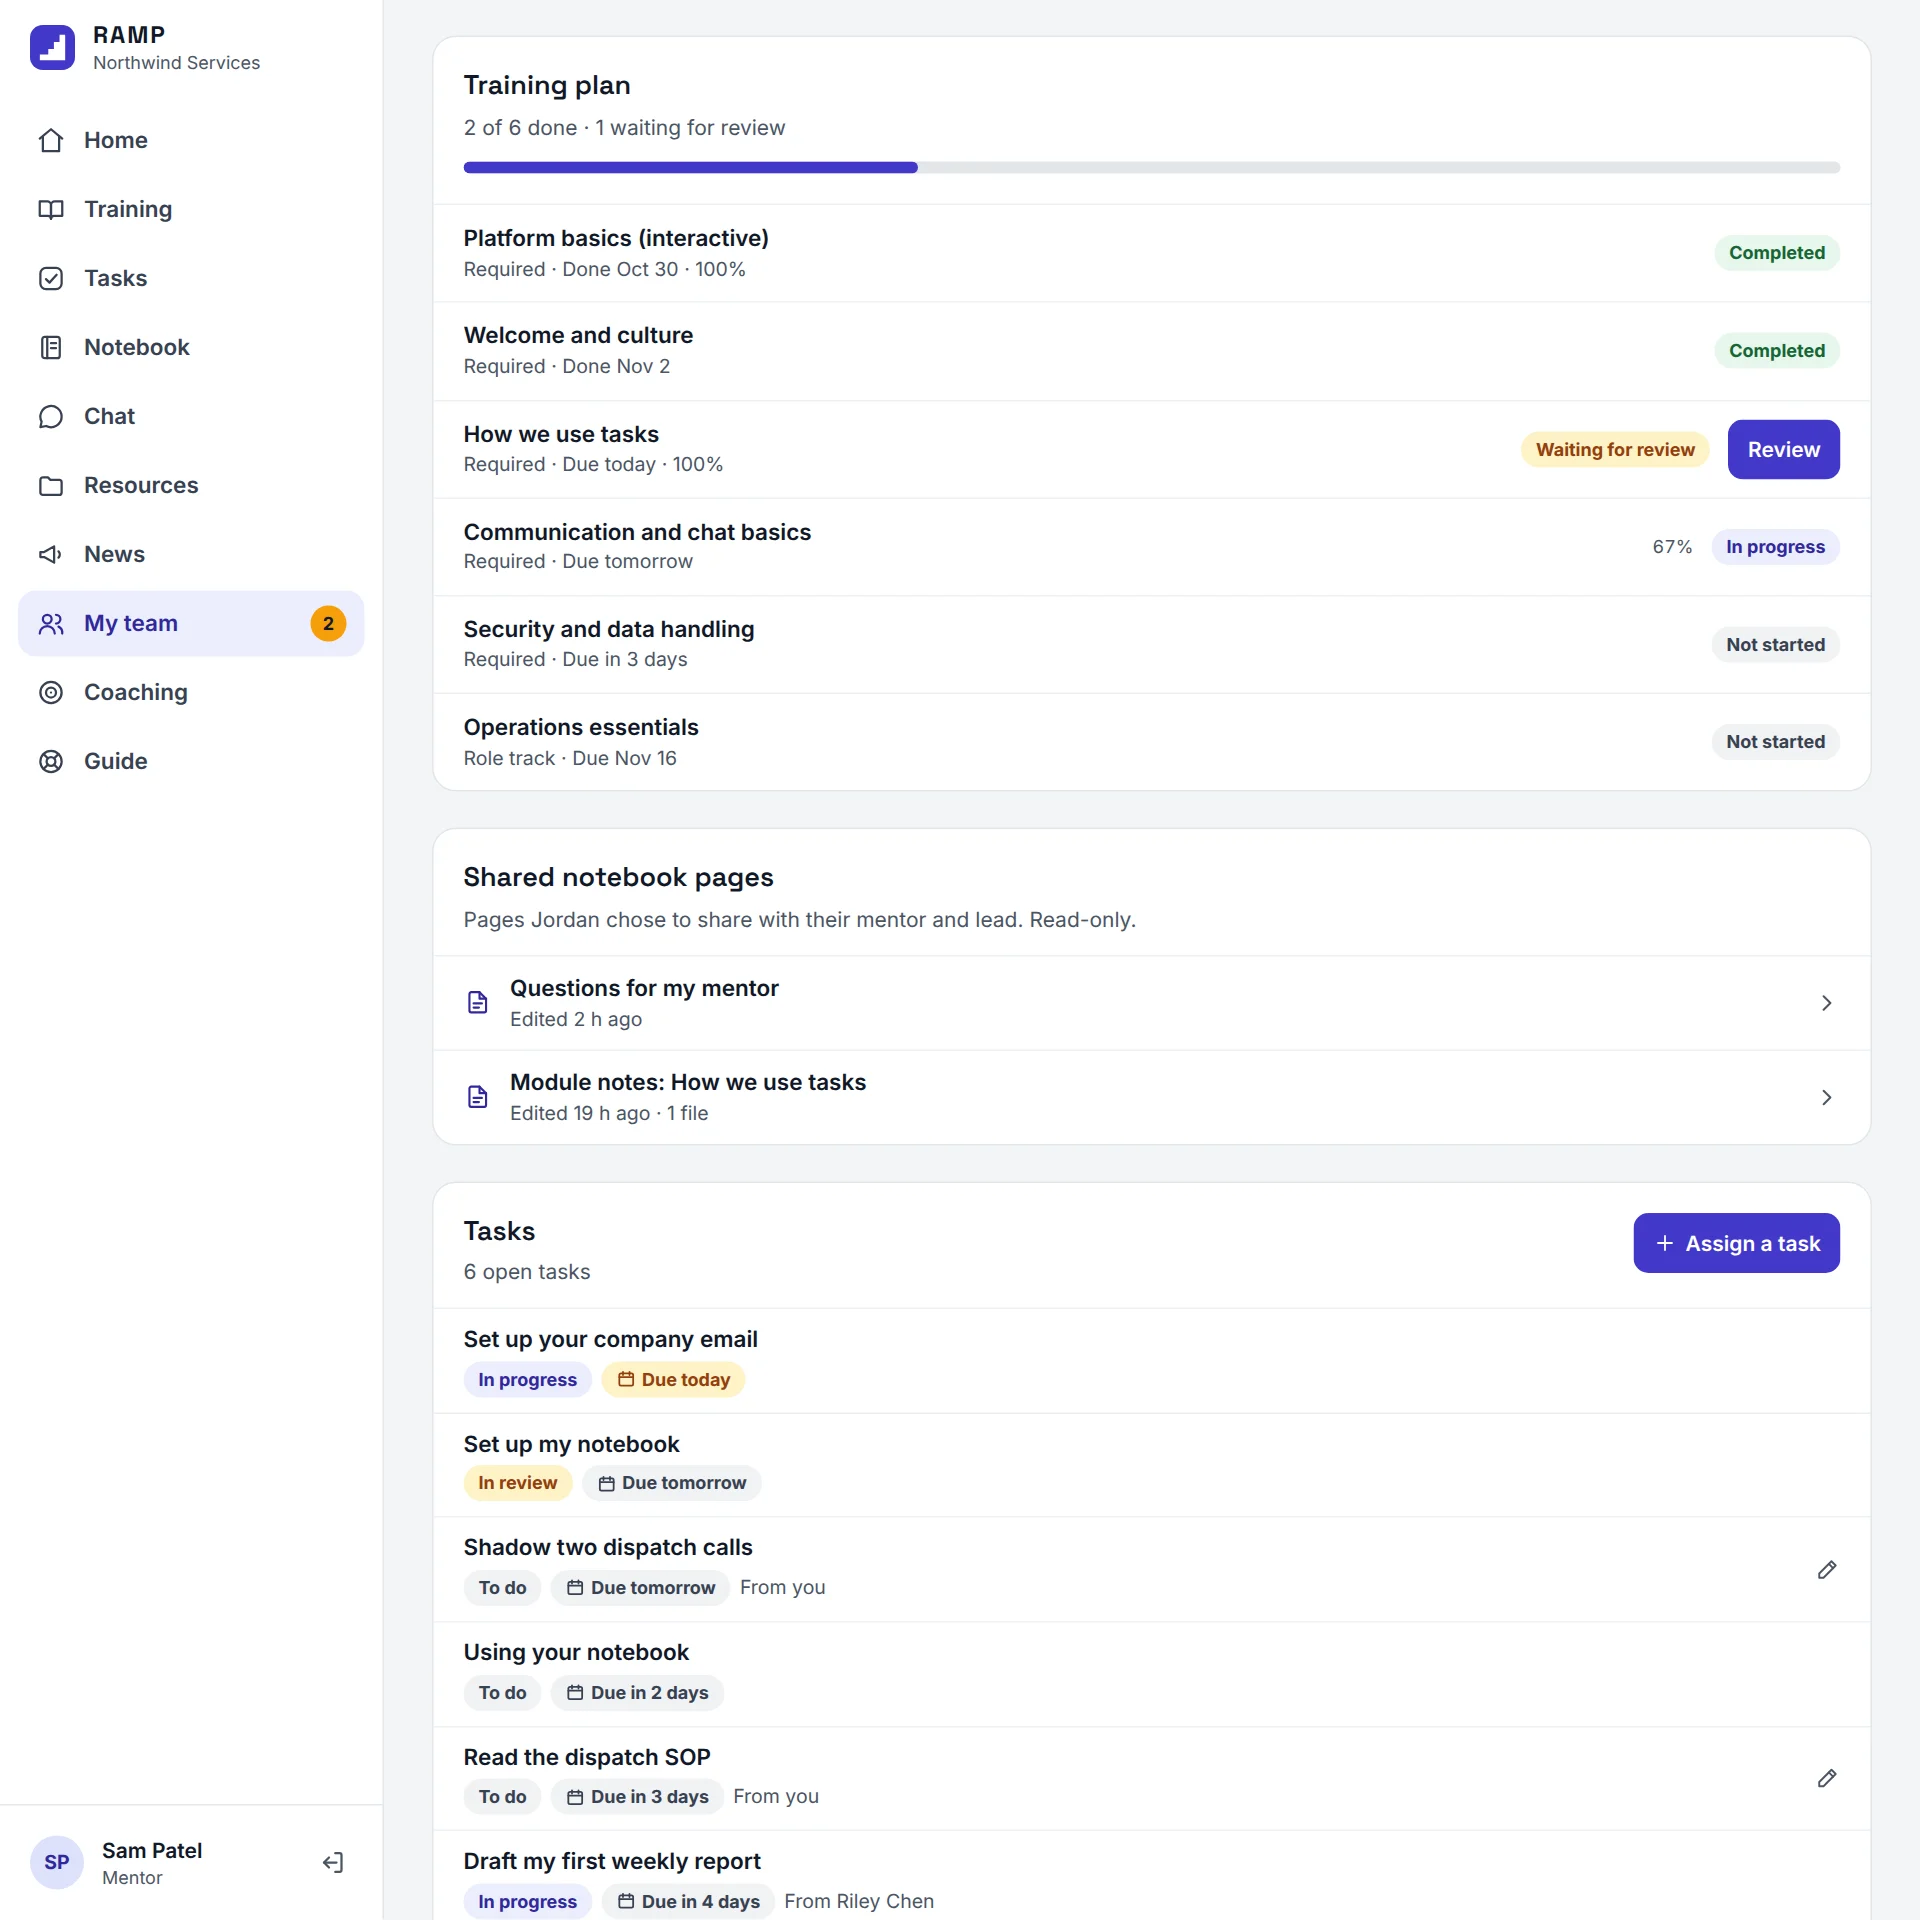 RAMP
Northwind Services
Home
Training
Tasks
Notebook
Chat
Resources
News
My team
2
Coaching
Guide
SP
Sam Patel
Mentor
Training plan
2 of 6 done · 1 waiting for review
Platform basics (interactive)
Required · Done Oct 30 · 100%
Completed
Welcome and culture
Required · Done Nov 2
Completed
How we use tasks
Required · Due today · 100%
Waiting for review
Review
Communication and chat basics
Required · Due tomorrow
67%
In progress
Security and data handling
Required · Due in 3 days
Not started
Operations essentials
Role track · Due Nov 16
Not started
Shared notebook pages
Pages Jordan chose to share with their mentor and lead. Read-only.
Questions for my mentor
Edited 2 h ago
Module notes: How we use tasks
Edited 19 h ago · 1 file
Tasks
6 open tasks
+ Assign a task
Set up your company email
In progress
Due today
Set up my notebook
In review
Due tomorrow
Shadow two dispatch calls
To do
Due tomorrow
From you
Using your notebook
To do
Due in 2 days
Read the dispatch SOP
To do
Due in 3 days
From you
Draft my first weekly report
In progress
Due in 4 days
From Riley Chen